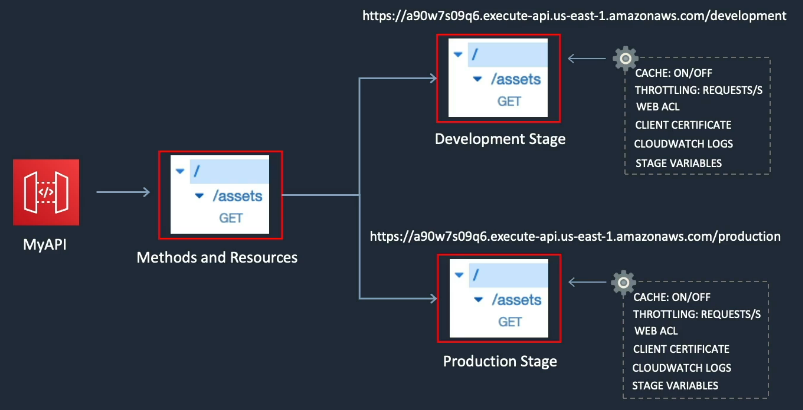 https://a90w7s09q6.execute-api.us-east-1.amazonaws.com/development
/
/assets
GET
Development Stage
CACHE: ON/OFF
THROTTLING: REQUESTS/S
WEB ACL
CLIENT CERTIFICATE
CLOUDWATCH LOGS
STAGE VARIABLES
MyAPI
/
/assets
GET
Methods and Resources
https://a90w7s09q6.execute-api.us-east-1.amazonaws.com/production
/
/assets
GET
Production Stage
CACHE: ON/OFF
THROTTLING: REQUESTS/S
WEB ACL
CLIENT CERTIFICATE
CLOUDWATCH LOGS
STAGE VARIABLES